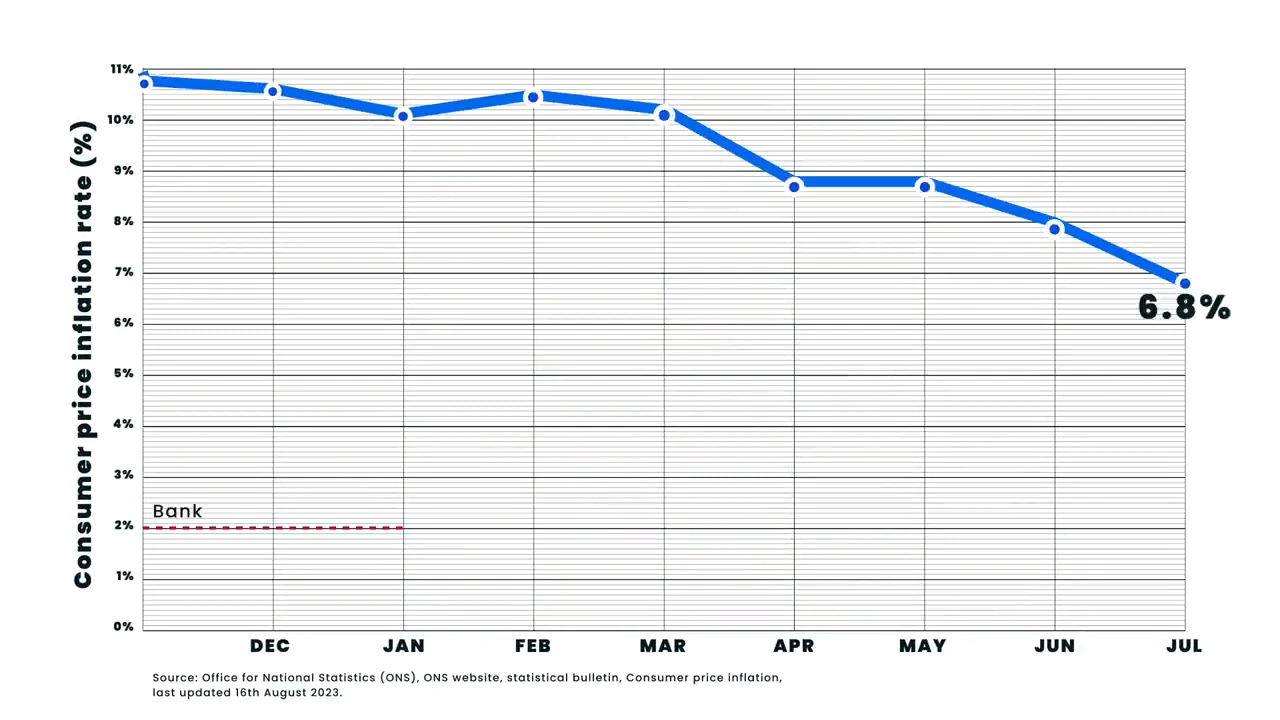 Consumer price inflation rate (%)
11%
10%
9%
8%
7%
6%
5%
4%
3%
2%
1%
0%
6.8%
Bank
DEC JAN FEB MAR APR MAY JUN JUL
Source: Office for National Statistics (ONS), ONS website, statistical bulletin, Consumer price inflation,
last updated 16th August 2023.